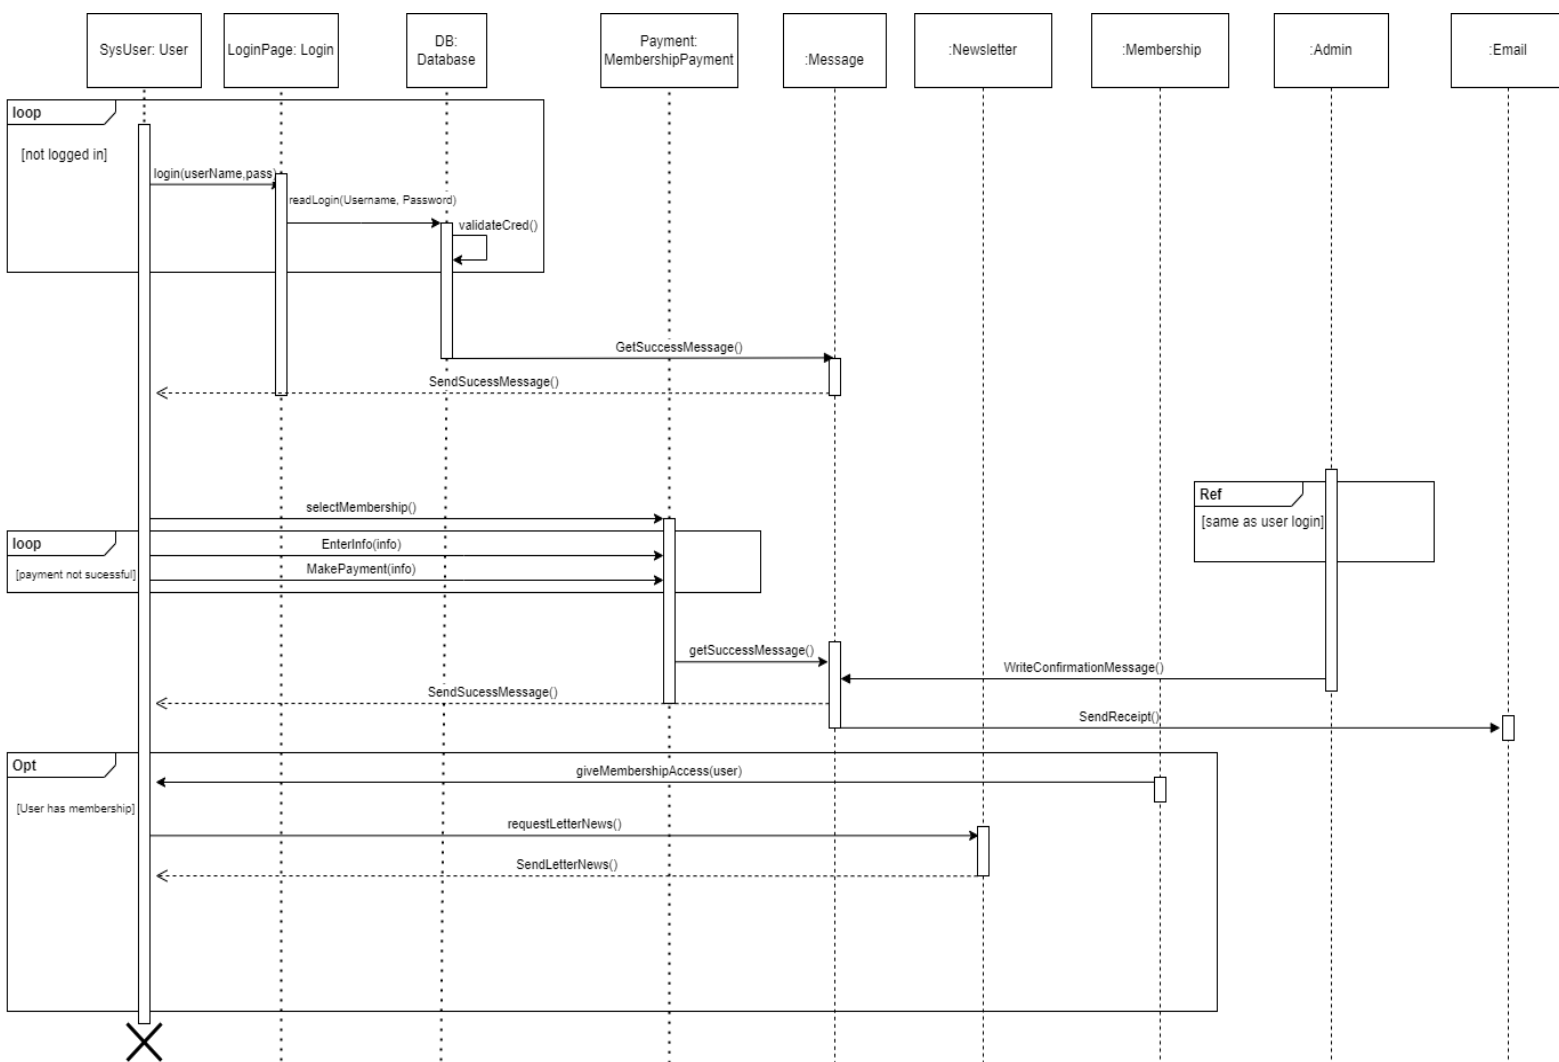 SysUser: User
LoginPage: Login
DB:
Database
Payment:
MembershipPayment
:Message
:Newsletter
:Membership
:Admin
:Email
loop
[not logged in]
login(userName,pass)
readLogin(Username, Password)
validateCred()
GetSuccessMessage()
SendSucessMessage()
Ref
[same as user login]
selectMembership()
loop
[payment not sucessful]
EnterInfo(info)
MakePayment(info)
getSuccessMessage()
WriteConfirmationMessage()
SendSucessMessage()
SendReceipt()
Opt
[User has membership]
giveMembershipAccess(user)
requestLetterNews()
SendLetterNews()